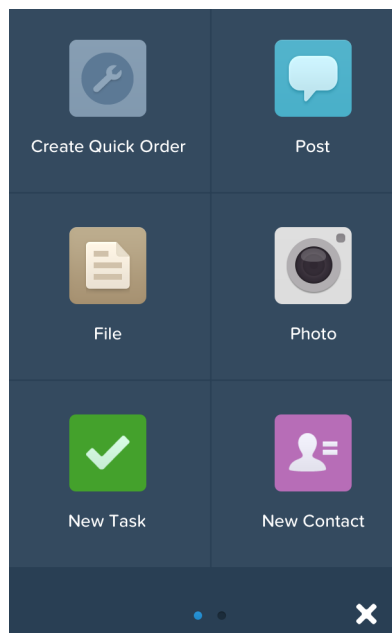 Create Quick Order
Post
File
Photo
New Task
New Contact